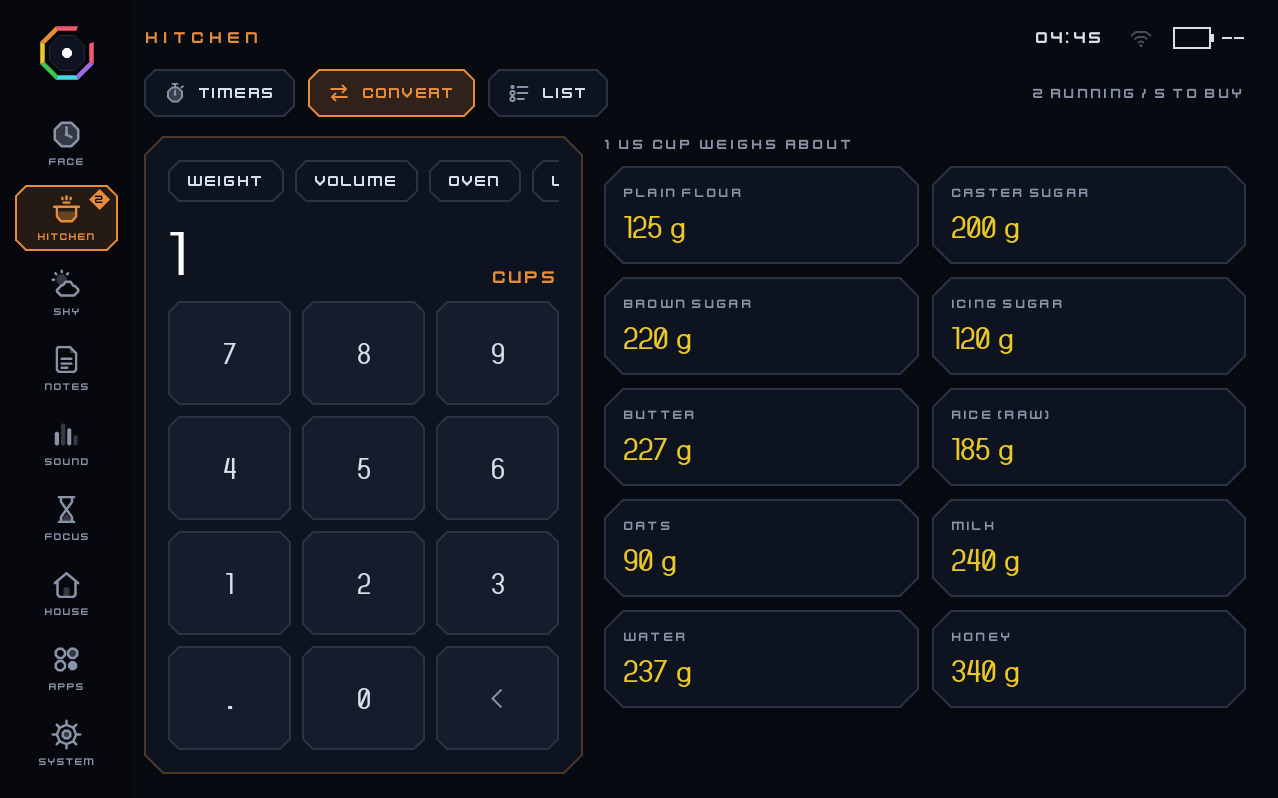 KITCHEN
04:45
--
TIMERS
CONVERT
LIST
2 RUNNING / 5 TO BUY
FACE
2
KITCHEN
SKY
NOTES
SOUND
FOCUS
HOUSE
APPS
SYSTEM
WEIGHT
VOLUME
OVEN
L
1
CUPS
7 8 9
4 5 6
1 2 3
. 0 <
1 US CUP WEIGHS ABOUT
PLAIN FLOUR
125 g
CASTER SUGAR
200 g
BROWN SUGAR
220 g
ICING SUGAR
120 g
BUTTER
227 g
RICE (RAW)
185 g
OATS
90 g
MILK
240 g
WATER
237 g
HONEY
340 g